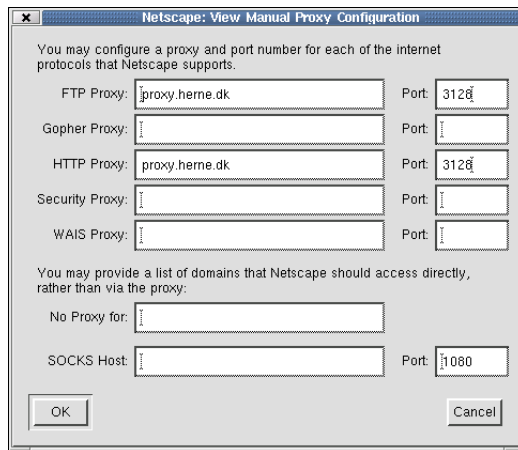 Netscape: View Manual Proxy Configuration
You may configure a proxy and port number for each of the internet
protocols that Netscape supports.
FTP Proxy: proxy.herne.dk Port: 3128
Gopher Proxy: Port:
HTTP Proxy: proxy.herne.dk Port: 3128
Security Proxy: Port:
WAIS Proxy: Port:
You may provide a list of domains that Netscape should access directly,
rather than via the proxy:
No Proxy for:
SOCKS Host: Port: 1080
OK Cancel